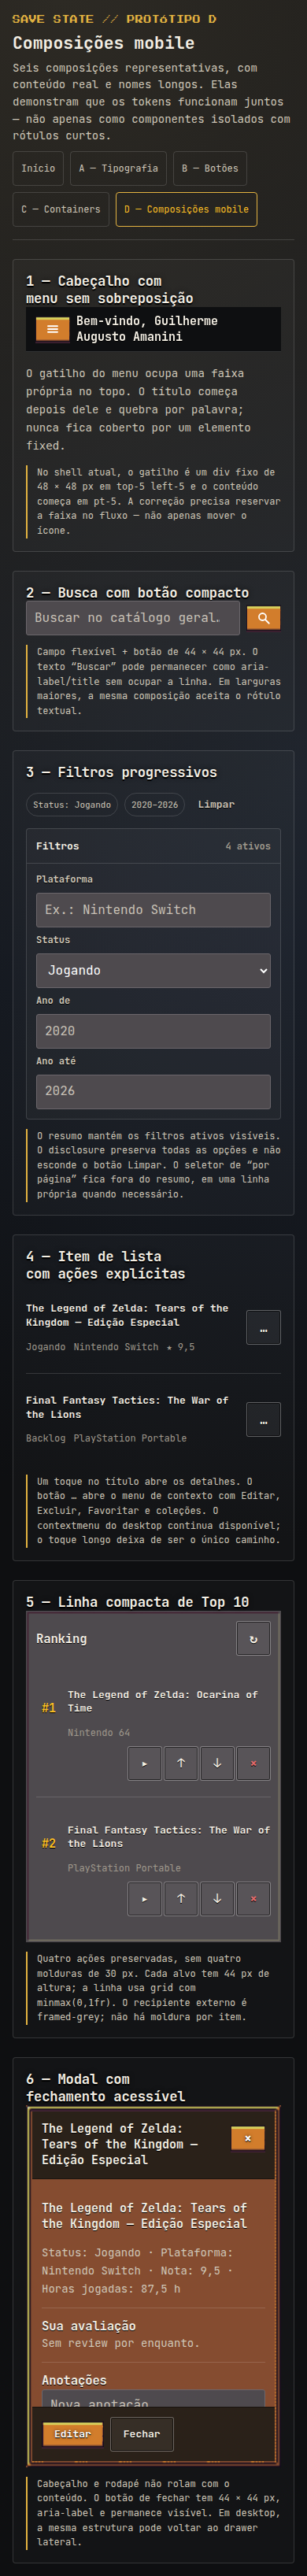 SAVE STATE // PROTÓTIPO D
Composições mobile
Seis composições representativas, com
conteúdo real e nomes longos. Elas
demonstram que os tokens funcionam juntos
— não apenas como componentes isolados com
rótulos curtos.
Início
A — Tipografia
B — Botões
C — Containers
D — Composições mobile
1 — Cabeçalho com
menu sem sobreposição
Bem-vindo, Guilherme
Augusto Amanini
O gatilho do menu ocupa uma faixa
própria no topo. O título começa
depois dele e quebra por palavra;
nunca fica coberto por um elemento
fixed.
No shell atual, o gatilho é um div fixo de
48 × 48 px em top-5 left-5 e o conteúdo
começa em pt-5. A correção precisa reservar
a faixa no fluxo — não apenas mover o
ícone.
2 — Busca com botão compacto
Buscar no catálogo geral…
Campo flexível + botão de 44 × 44 px. O
texto “Buscar” pode permanecer como aria-
label/title sem ocupar a linha. Em larguras
maiores, a mesma composição aceita o rótulo
textual.
3 — Filtros progressivos
Status: Jogando
2020–2026
Limpar
Filtros
4 ativos
Plataforma
Ex.: Nintendo Switch
Status
Jogando
Ano de
2020
Ano até
2026
O resumo mantém os filtros ativos visíveis.
O disclosure preserva todas as opções e não
esconde o botão Limpar. O seletor de “por
página” fica fora do resumo, em uma linha
própria quando necessário.
4 — Item de lista
com ações explícitas
The Legend of Zelda: Tears of the
Kingdom — Edição Especial
Jogando Nintendo Switch ★ 9,5
…
Final Fantasy Tactics: The War of
the Lions
Backlog PlayStation Portable
…
Um toque no título abre os detalhes. O
botão … abre o menu de contexto com Editar,
Excluir, Favoritar e coleções. O
contextmenu do desktop continua disponível;
o toque longo deixa de ser o único caminho.
5 — Linha compacta de Top 10
Ranking
↻
#1
The Legend of Zelda: Ocarina of
Time
Nintendo 64
▸ ↑ ↓ ×
#2
Final Fantasy Tactics: The War of
the Lions
PlayStation Portable
▸ ↑ ↓ ×
Quatro ações preservadas, sem quatro
molduras de 30 px. Cada alvo tem 44 px de
altura; a linha usa grid com
minmax(0,1fr). O recipiente externo é
framed-grey; não há moldura por item.
6 — Modal com
fechamento acessível
The Legend of Zelda:
Tears of the Kingdom —
Edição Especial
×
The Legend of Zelda: Tears of
the Kingdom — Edição Especial
Status: Jogando · Plataforma:
Nintendo Switch · Nota: 9,5 ·
Horas jogadas: 87,5 h
Sua avaliação
Sem review por enquanto.
Anotações
Nova anotação
Editar
Fechar
Cabeçalho e rodapé não rolam com o
conteúdo. O botão de fechar tem 44 × 44 px,
aria-label e permanece visível. Em desktop,
a mesma estrutura pode voltar ao drawer
lateral.